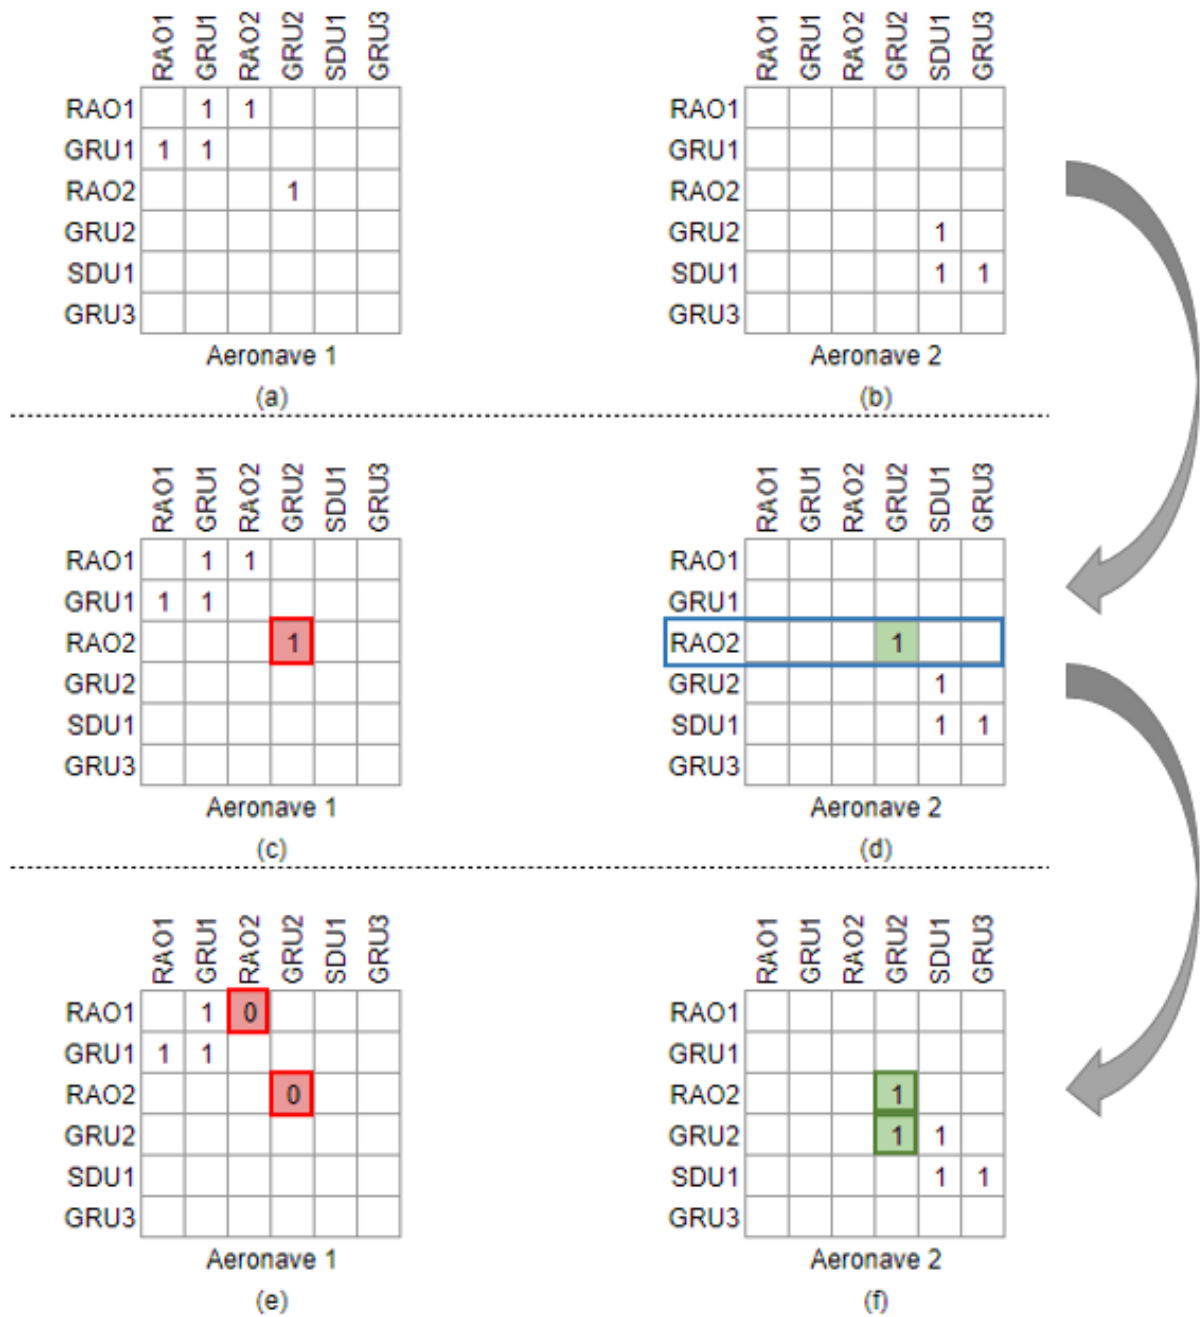 RAO1 GRU1 RAO2 GRU2 SDU1 GRU3 RAO1 GRU1 RAO2 GRU2 SDU1 GRU3
RAO1 1 1 RAO1
GRU1 1 1 GRU1
RAO2 1 RAO2
GRU2 GRU2 1
SDU1 SDU1 1 1
GRU3 GRU3
Aeronave 1 Aeronave 2
(a) (b)
RAO1 GRU1 RAO2 GRU2 SDU1 GRU3 RAO1 GRU1 RAO2 GRU2 SDU1 GRU3
RAO1 1 1 RAO1
GRU1 1 1 GRU1
RAO2 1 RAO2 1
GRU2 GRU2 1
SDU1 SDU1 1 1
GRU3 GRU3
Aeronave 1 Aeronave 2
(c) (d)
RAO1 GRU1 RAO2 GRU2 SDU1 GRU3 RAO1 GRU1 RAO2 GRU2 SDU1 GRU3
RAO1 1 0 RAO1
GRU1 1 1 GRU1
RAO2 0 RAO2 1
GRU2 GRU2 1 1
SDU1 SDU1 1 1
GRU3 GRU3
Aeronave 1 Aeronave 2
(e) (f)